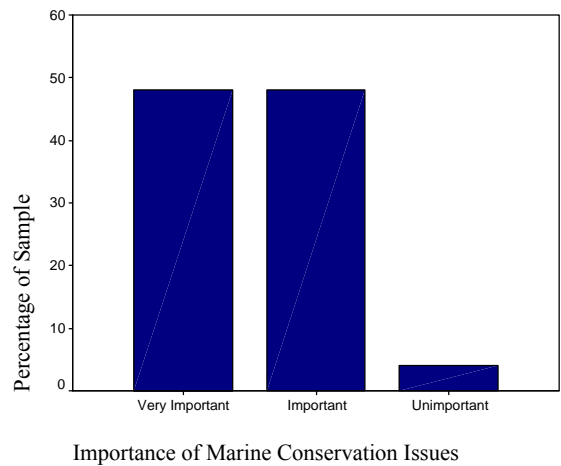 60
50
40
30
20
10
0
Percentage of Sample
Very Important Important Unimportant
Importance of Marine Conservation Issues